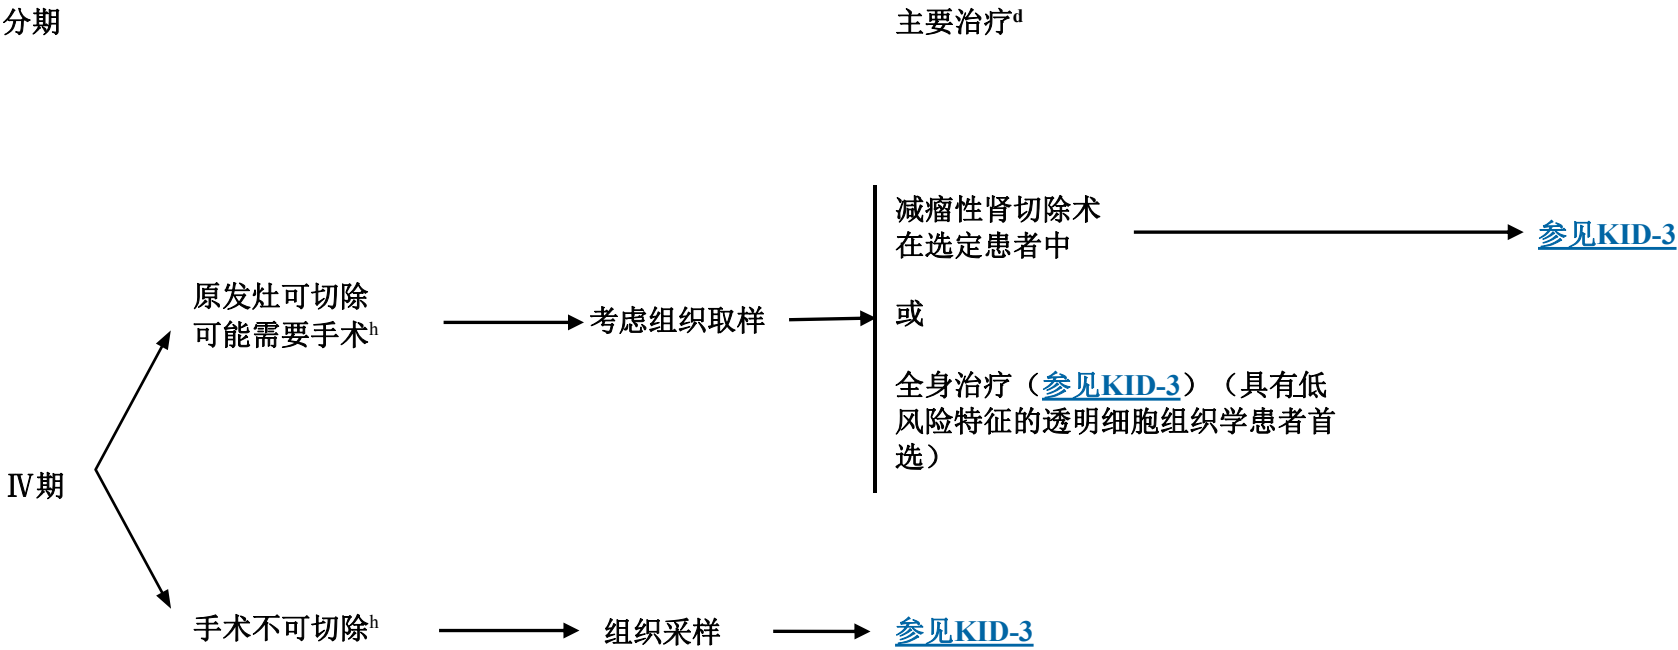 分期
主要治疗d
减瘤性肾切除术
在选定患者中
参见KID-3
原发灶可切除
可能需要手术h
考虑组织取样
或
全身治疗（参见KID-3）（具有低
风险特征的透明细胞组织学患者首
选）
Ⅳ期
手术不可切除h
组织采样
参见KID-3